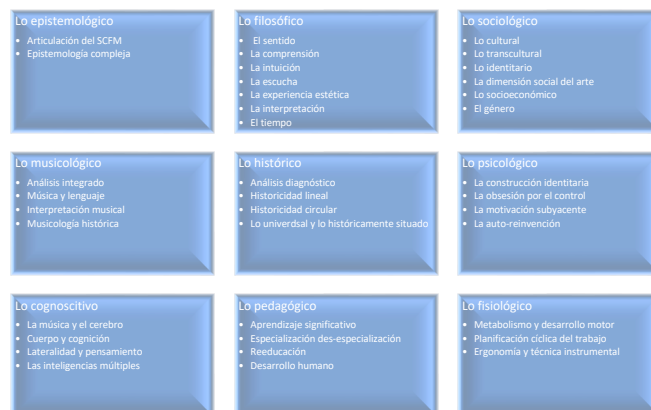 Lo epistemológico
• Articulación del SCFM
• Epistemología compleja
Lo filosófico
• El sentido
• La comprensión
• La intuición
• La escucha
• La experiencia estética
• La interpretación
• El tiempo
Lo sociológico
• Lo cultural
• Lo transcultural
• Lo identitario
• La dimensión social del arte
• Lo socioeconómico
• El género
Lo musicológico
• Análisis integrado
• Música y lenguaje
• Interpretación musical
• Musicología histórica
Lo histórico
• Análisis diagnóstico
• Historicidad lineal
• Historicidad circular
• Lo univerdsal y lo históricamente situado
Lo psicológico
• La construcción identitaria
• La obsesión por el control
• La motivación subyacente
• La auto-reinvención
Lo cognoscitivo
• La música y el cerebro
• Cuerpo y cognición
• Lateralidad y pensamiento
• Las inteligencias múltiples
Lo pedagógico
• Aprendizaje significativo
• Especialización des-especialización
• Reeducación
• Desarrollo humano
Lo fisiológico
• Metabolismo y desarrollo motor
• Planificación cíclica del trabajo
• Ergonomía y técnica instrumental